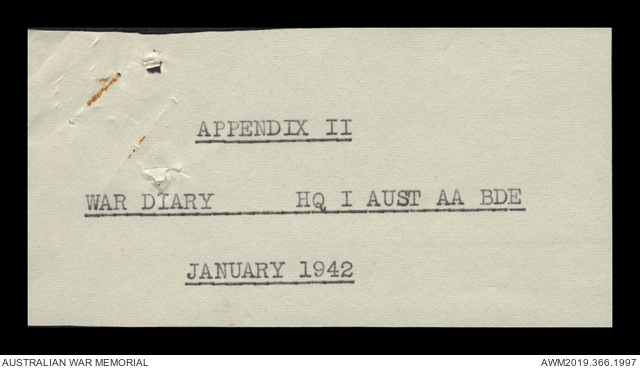 APPENDIX II
WAR DIARY HQ I AUST AA BDE
JANUARY 1942
AUSTRALIAN WAR MEMORIAL AWM2019.366.1997